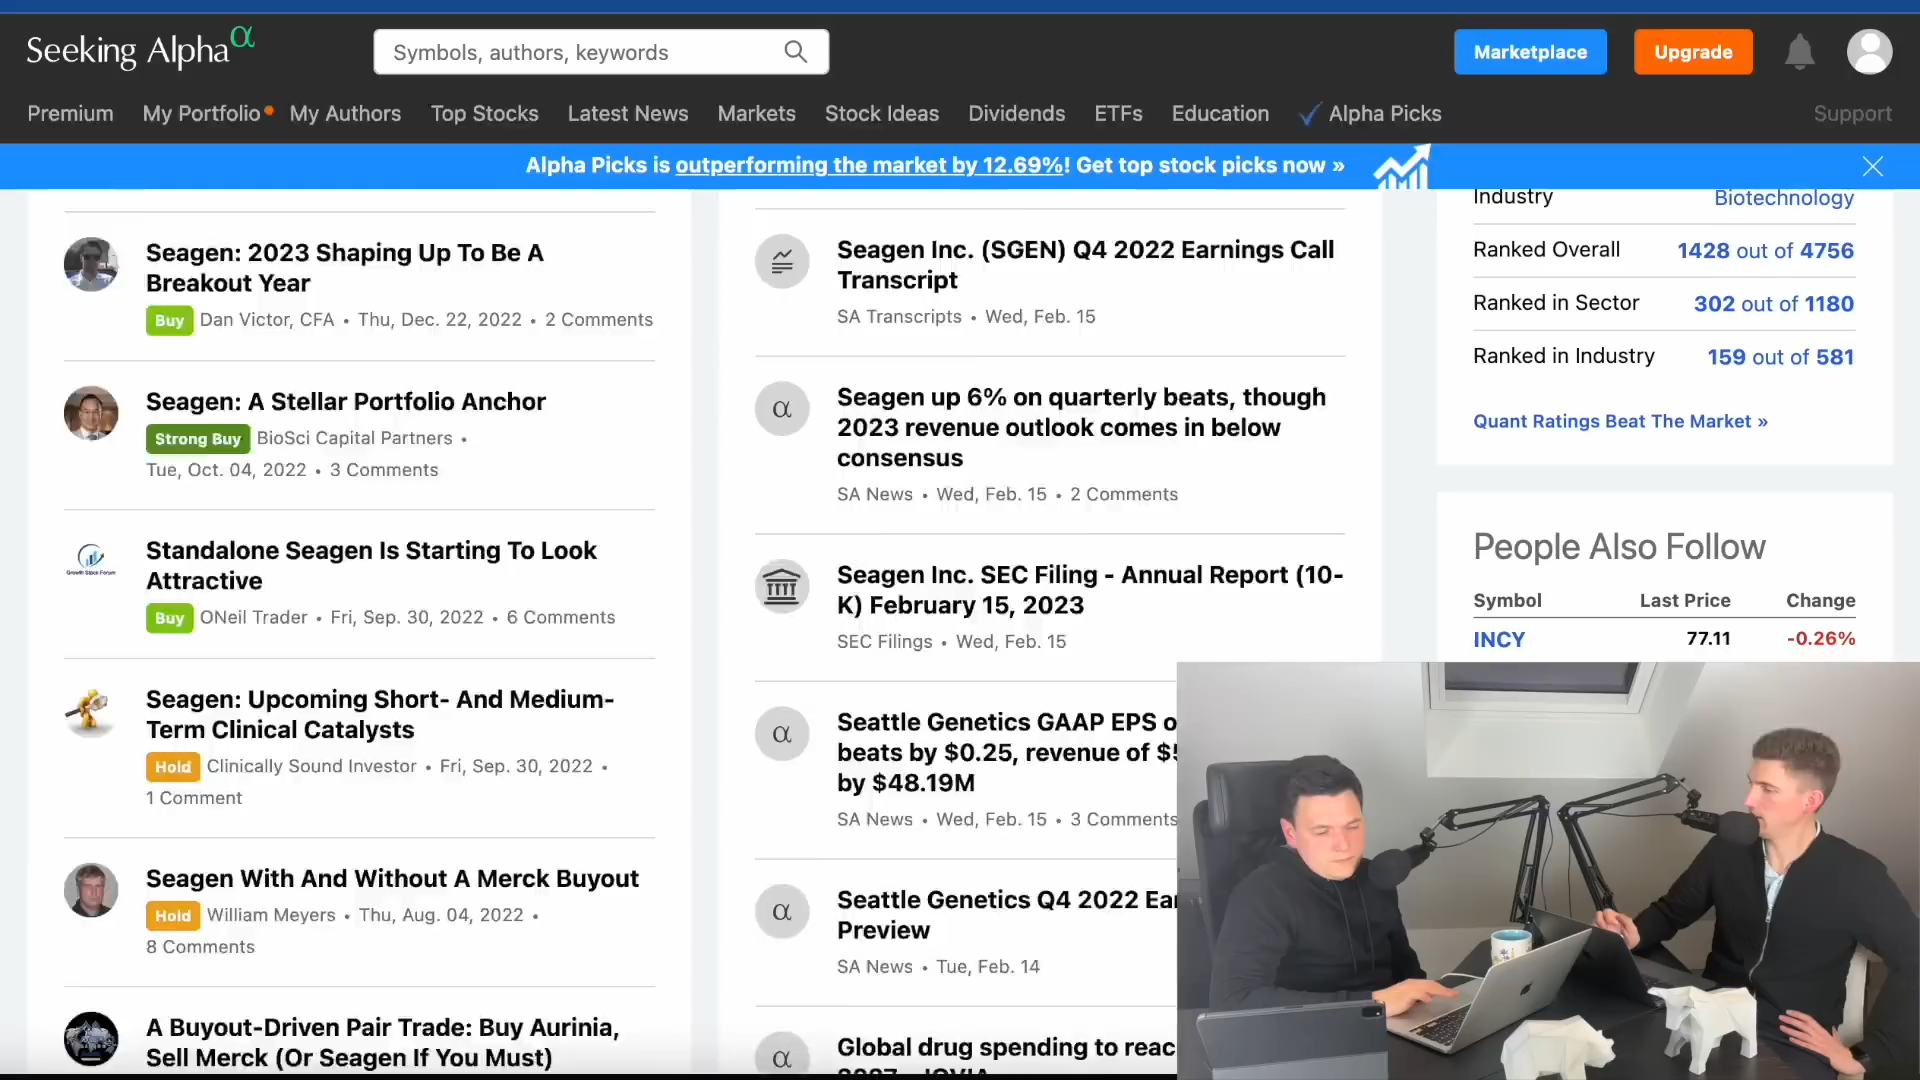 Seeking Alpha α
Symbols, authors, keywords
Marketplace
Upgrade
Premium
My Portfolio
My Authors
Top Stocks
Latest News
Markets
Stock Ideas
Dividends
ETFs
Education
Alpha Picks
Support
Alpha Picks is outperforming the market by 12.69%! Get top stock picks now »
Seagen: 2023 Shaping Up To Be A
Breakout Year
Buy Dan Victor, CFA • Thu, Dec. 22, 2022 • 2 Comments
Seagen: A Stellar Portfolio Anchor
Strong Buy BioSci Capital Partners •
Tue, Oct. 04, 2022 • 3 Comments
Standalone Seagen Is Starting To Look
Attractive
Buy ONeil Trader • Fri, Sep. 30, 2022 • 6 Comments
Seagen: Upcoming Short- And Medium-
Term Clinical Catalysts
Hold Clinically Sound Investor • Fri, Sep. 30, 2022 •
1 Comment
Seagen With And Without A Merck Buyout
Hold William Meyers • Thu, Aug. 04, 2022 •
8 Comments
A Buyout-Driven Pair Trade: Buy Aurinia,
Sell Merck (Or Seagen If You Must)
Seagen Inc. (SGEN) Q4 2022 Earnings Call
Transcript
SA Transcripts • Wed, Feb. 15
α
Seagen up 6% on quarterly beats, though
2023 revenue outlook comes in below
consensus
SA News • Wed, Feb. 15 • 2 Comments
Seagen Inc. SEC Filing - Annual Report (10-
K) February 15, 2023
SEC Filings • Wed, Feb. 15
α
Seattle Genetics GAAP EPS
beats by $0.25, revenue of
by $48.19M
SA News • Wed, Feb. 15 • 3 Comments
α
Seattle Genetics Q4 2022
Preview
SA News • Tue, Feb. 14
α
Global drug spending to
Industry Biotechnology
Ranked Overall 1428 out of 4756
Ranked in Sector 302 out of 1180
Ranked in Industry 159 out of 581
Quant Ratings Beat The Market »
People Also Follow
Symbol Last Price Change
INCY 77.11 -0.26%